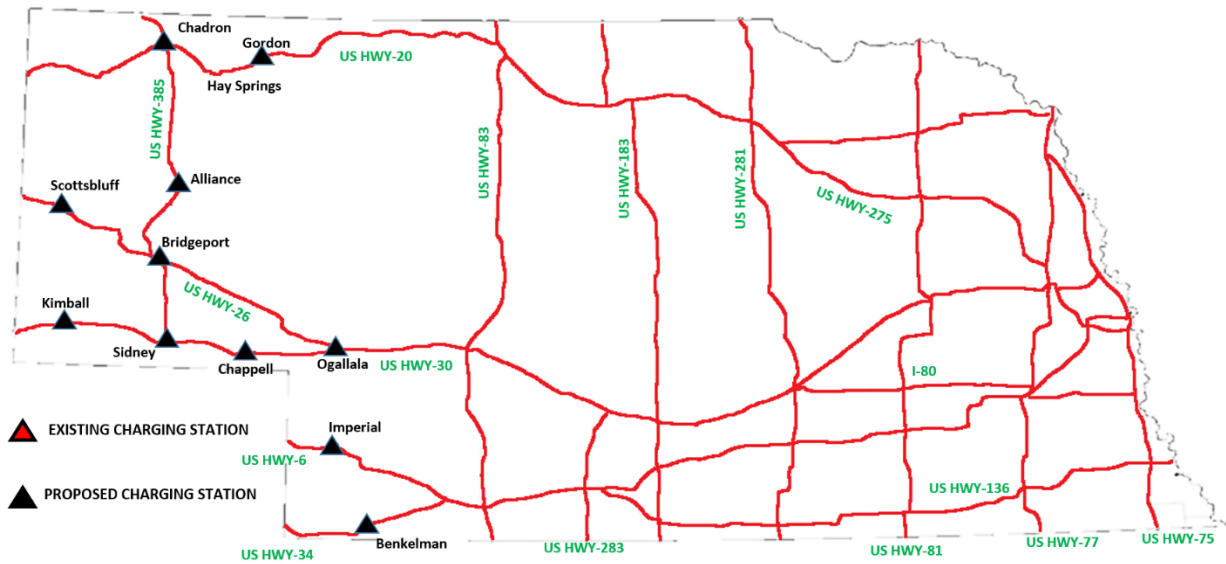 Chadron
Gordon
US HWY-20
Hay Springs
US HWY-385
US HWY-83
US HWY-183
US HWY-281
Alliance
Scottsbluff
US HWY-275
Bridgeport
Kimball
US HWY-26
Sidney
Chappell
Ogallala
US HWY-30
I-80
EXISTING CHARGING STATION
Imperial
US HWY-6
PROPOSED CHARGING STATION
US HWY-136
Benkelman
US HWY-34
US HWY-283
US HWY-81
US HWY-77
US HWY-75